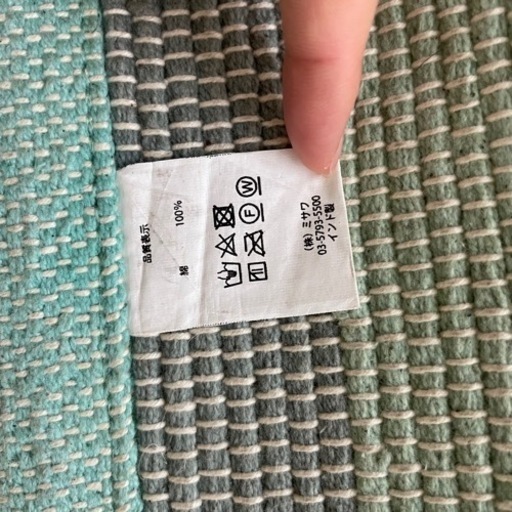 品質表示
綿 100%
F W
(株)ミサワ
03-5793-5500
インド製